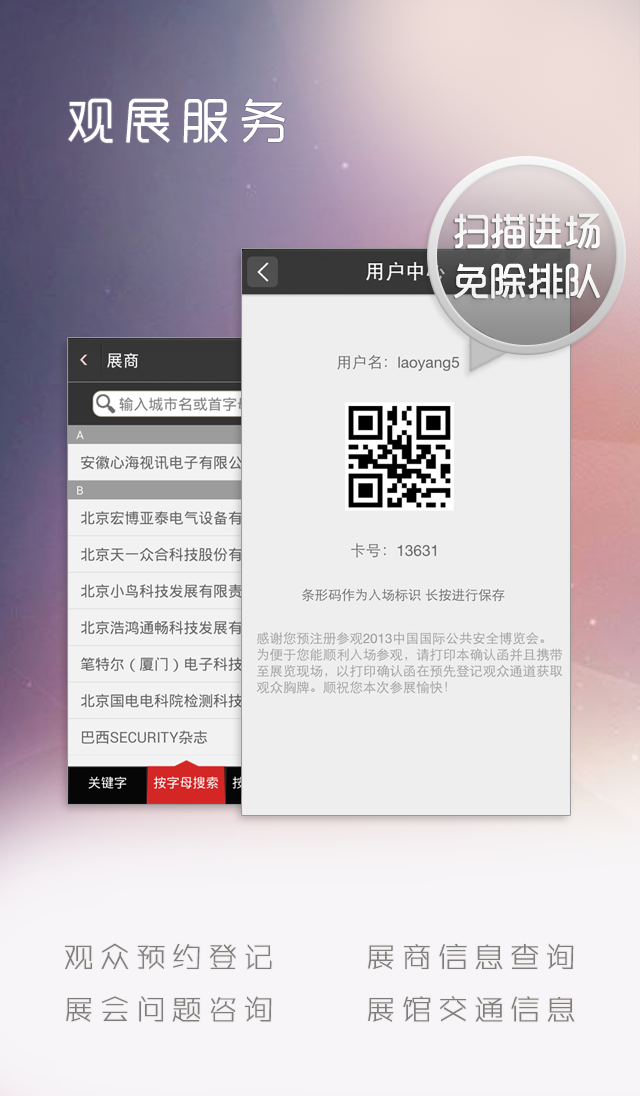 观展服务
扫描进场
免除排队
用户中心
用户名：laoyang5
卡号：13631
条形码作为入场标识 长按进行保存
感谢您预注册参观2013中国国际公共安全博览会。
为便于您能顺利入场参观，请打印本确认函并且携带
至展览现场，以打印确认函在预先登记观众通道获取
观众胸牌。顺祝您本次参展愉快！
展商
输入城市名或首字
A
安徽心海视讯电子有限公
B
北京宏博亚泰电气设备有
北京天一众合科技股份有
北京小鸟科技发展有限责
北京浩鸿通畅科技发展有
笔特尔（厦门）电子科技
北京国电电科院检测科技
巴西SECURITY杂志
关键字 按字母搜索 按
观众预约登记 展商信息查询
展会问题咨询 展馆交通信息